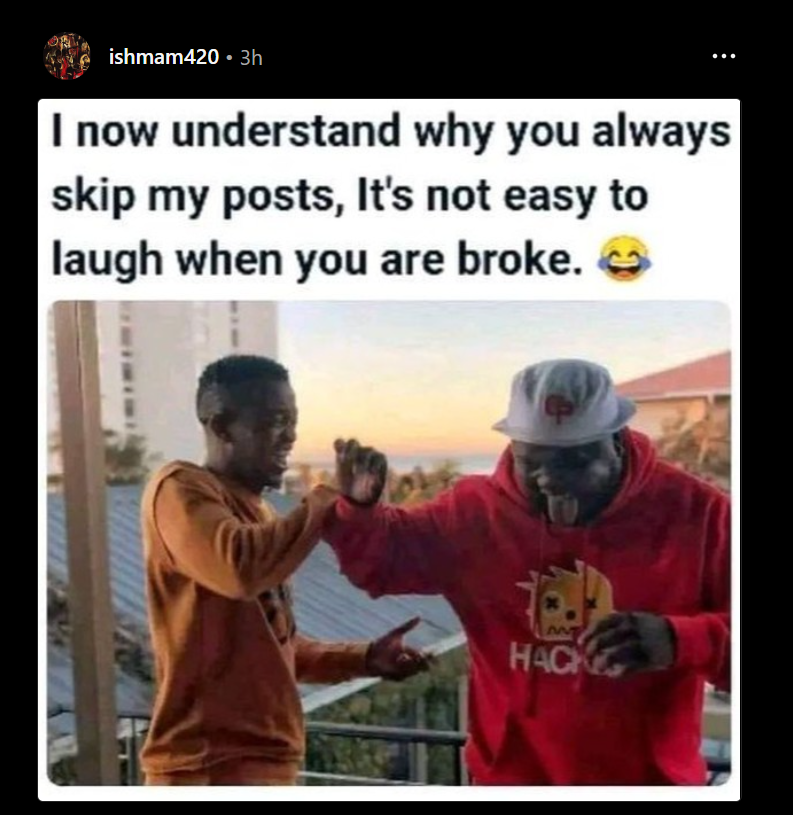 ishmam420 • 3h
I now understand why you always
skip my posts, It's not easy to
laugh when you are broke. 😂
HACK